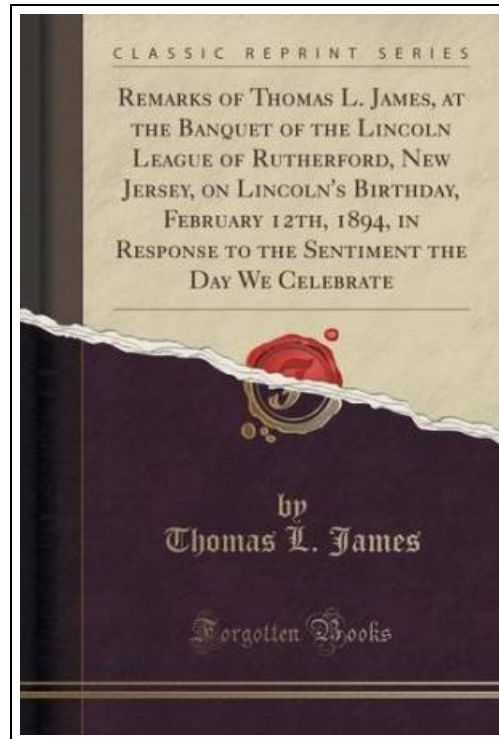 CLASSIC REPRINT SERIES
REMARKS OF THOMAS L. JAMES, AT
THE BANQUET OF THE LINCOLN
LEAGUE OF RUTHERFORD, NEW
JERSEY, ON LINCOLN'S BIRTHDAY,
FEBRUARY 12TH, 1894, IN
RESPONSE TO THE SENTIMENT THE
DAY WE CELEBRATE
by
Thomas L. James
Forgotten Books